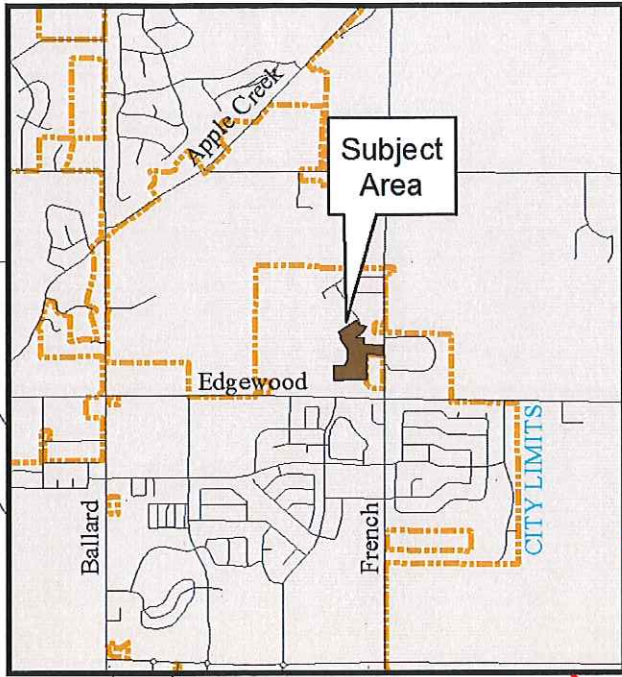 Apple Creek
Subject
Area
Edgewood
Ballard
French
CITY LIMITS